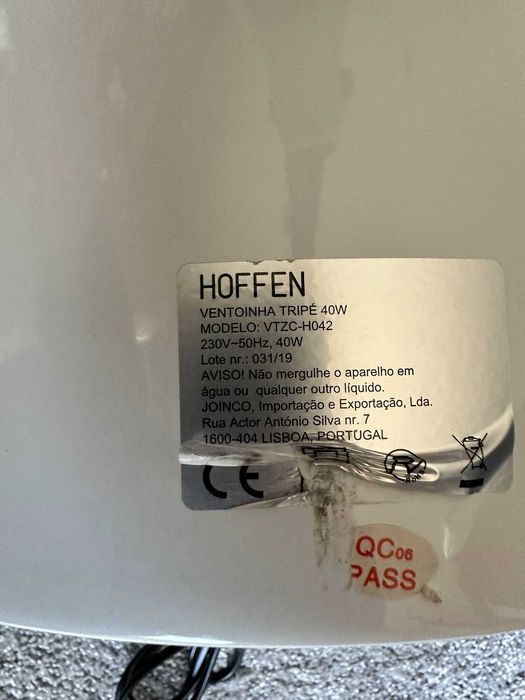 HOFFEN
VENTOINHA TRIPÉ 40W
MODELO: VTZC-H042
230V~50Hz, 40W
Lote nr.: 031/19
AVISO! Não mergulhe o aparelho em
água ou qualquer outro líquido.
JOINCO, Importação e Exportação, Lda.
Rua Actor António Silva nr. 7
1600-404 LISBOA, PORTUGAL
CE
RoHS
QC06
PASS